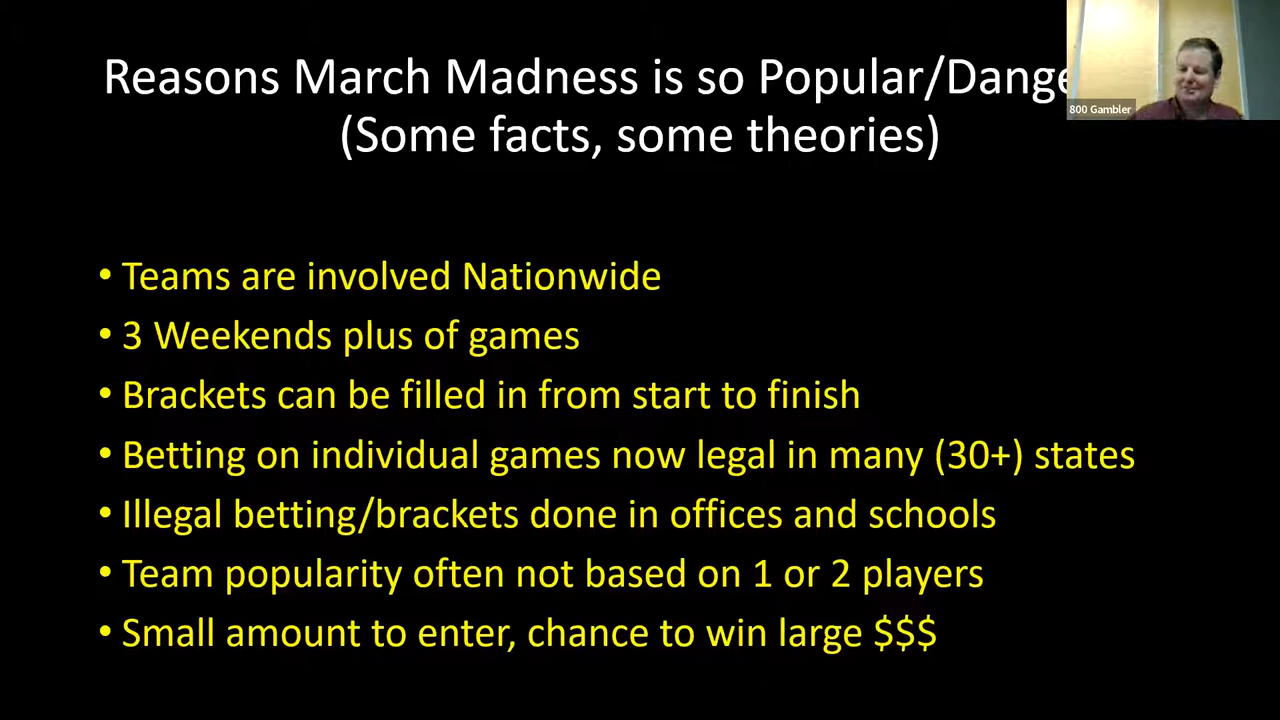 Reasons March Madness is so Popular/Dange
(Some facts, some theories)
800 Gambler
• Teams are involved Nationwide
• 3 Weekends plus of games
• Brackets can be filled in from start to finish
• Betting on individual games now legal in many (30+) states
• Illegal betting/brackets done in offices and schools
• Team popularity often not based on 1 or 2 players
• Small amount to enter, chance to win large $$$